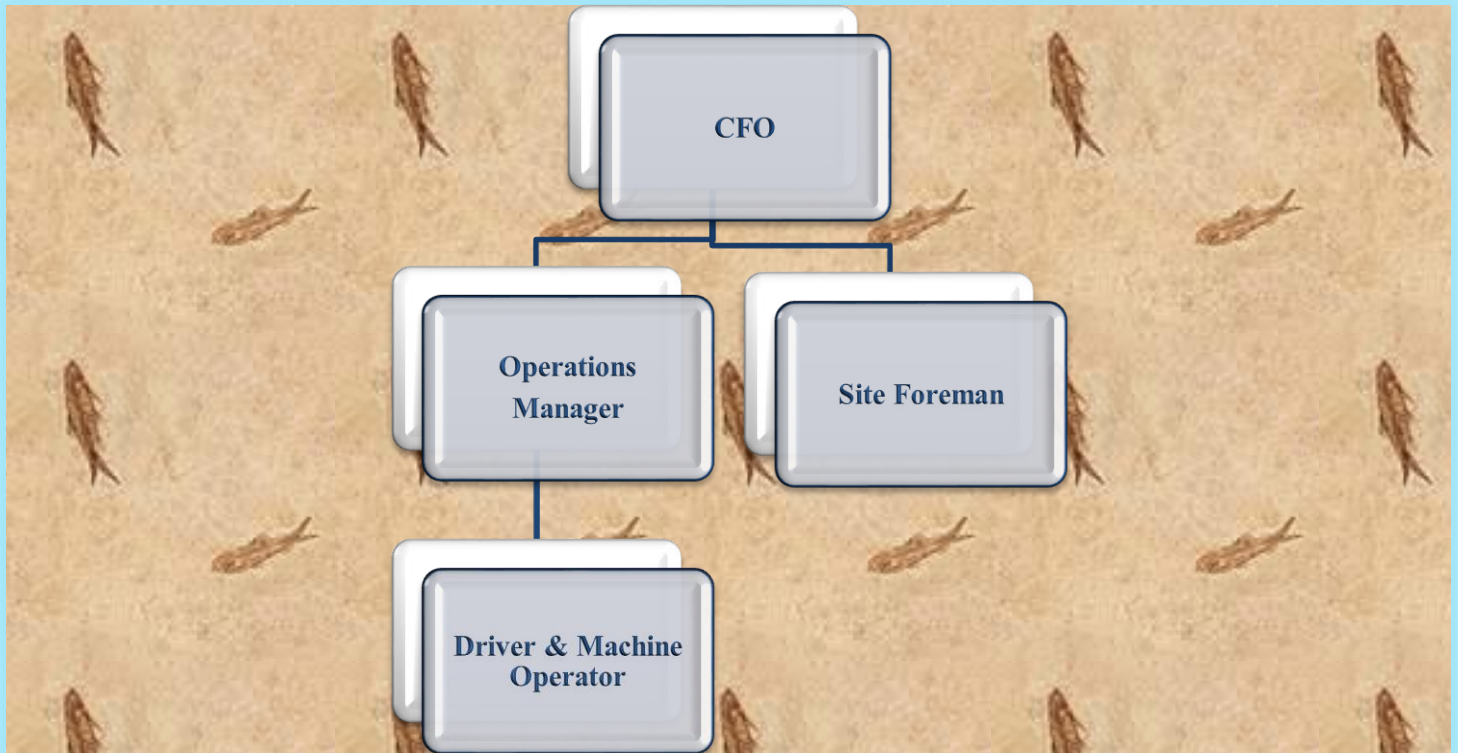 CFO
Operations
Manager
Site Foreman
Driver & Machine
Operator